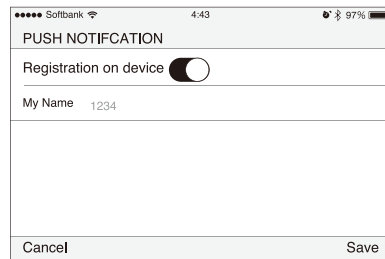 Softbank 4:43 97%
PUSH NOTIFCATION
Registration on device
My Name 1234
Cancel Save